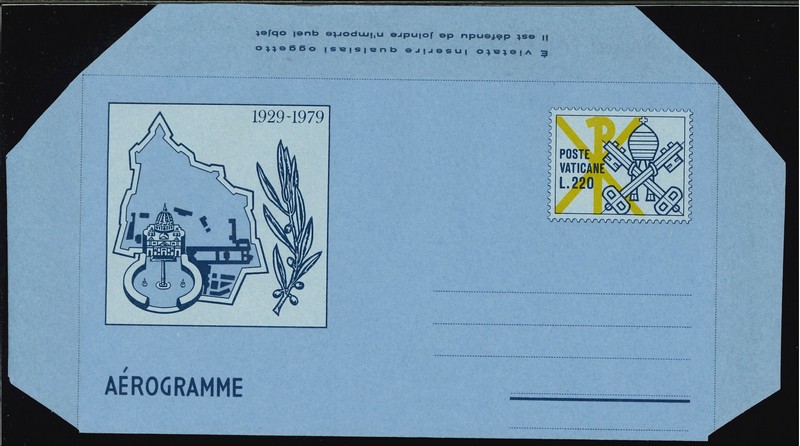 È vietato inserire qualsiasi oggetto
Il est défendu de joindre n'importe quel objet
1929-1979
POSTE
VATICANE
L.220
AÉROGRAMME